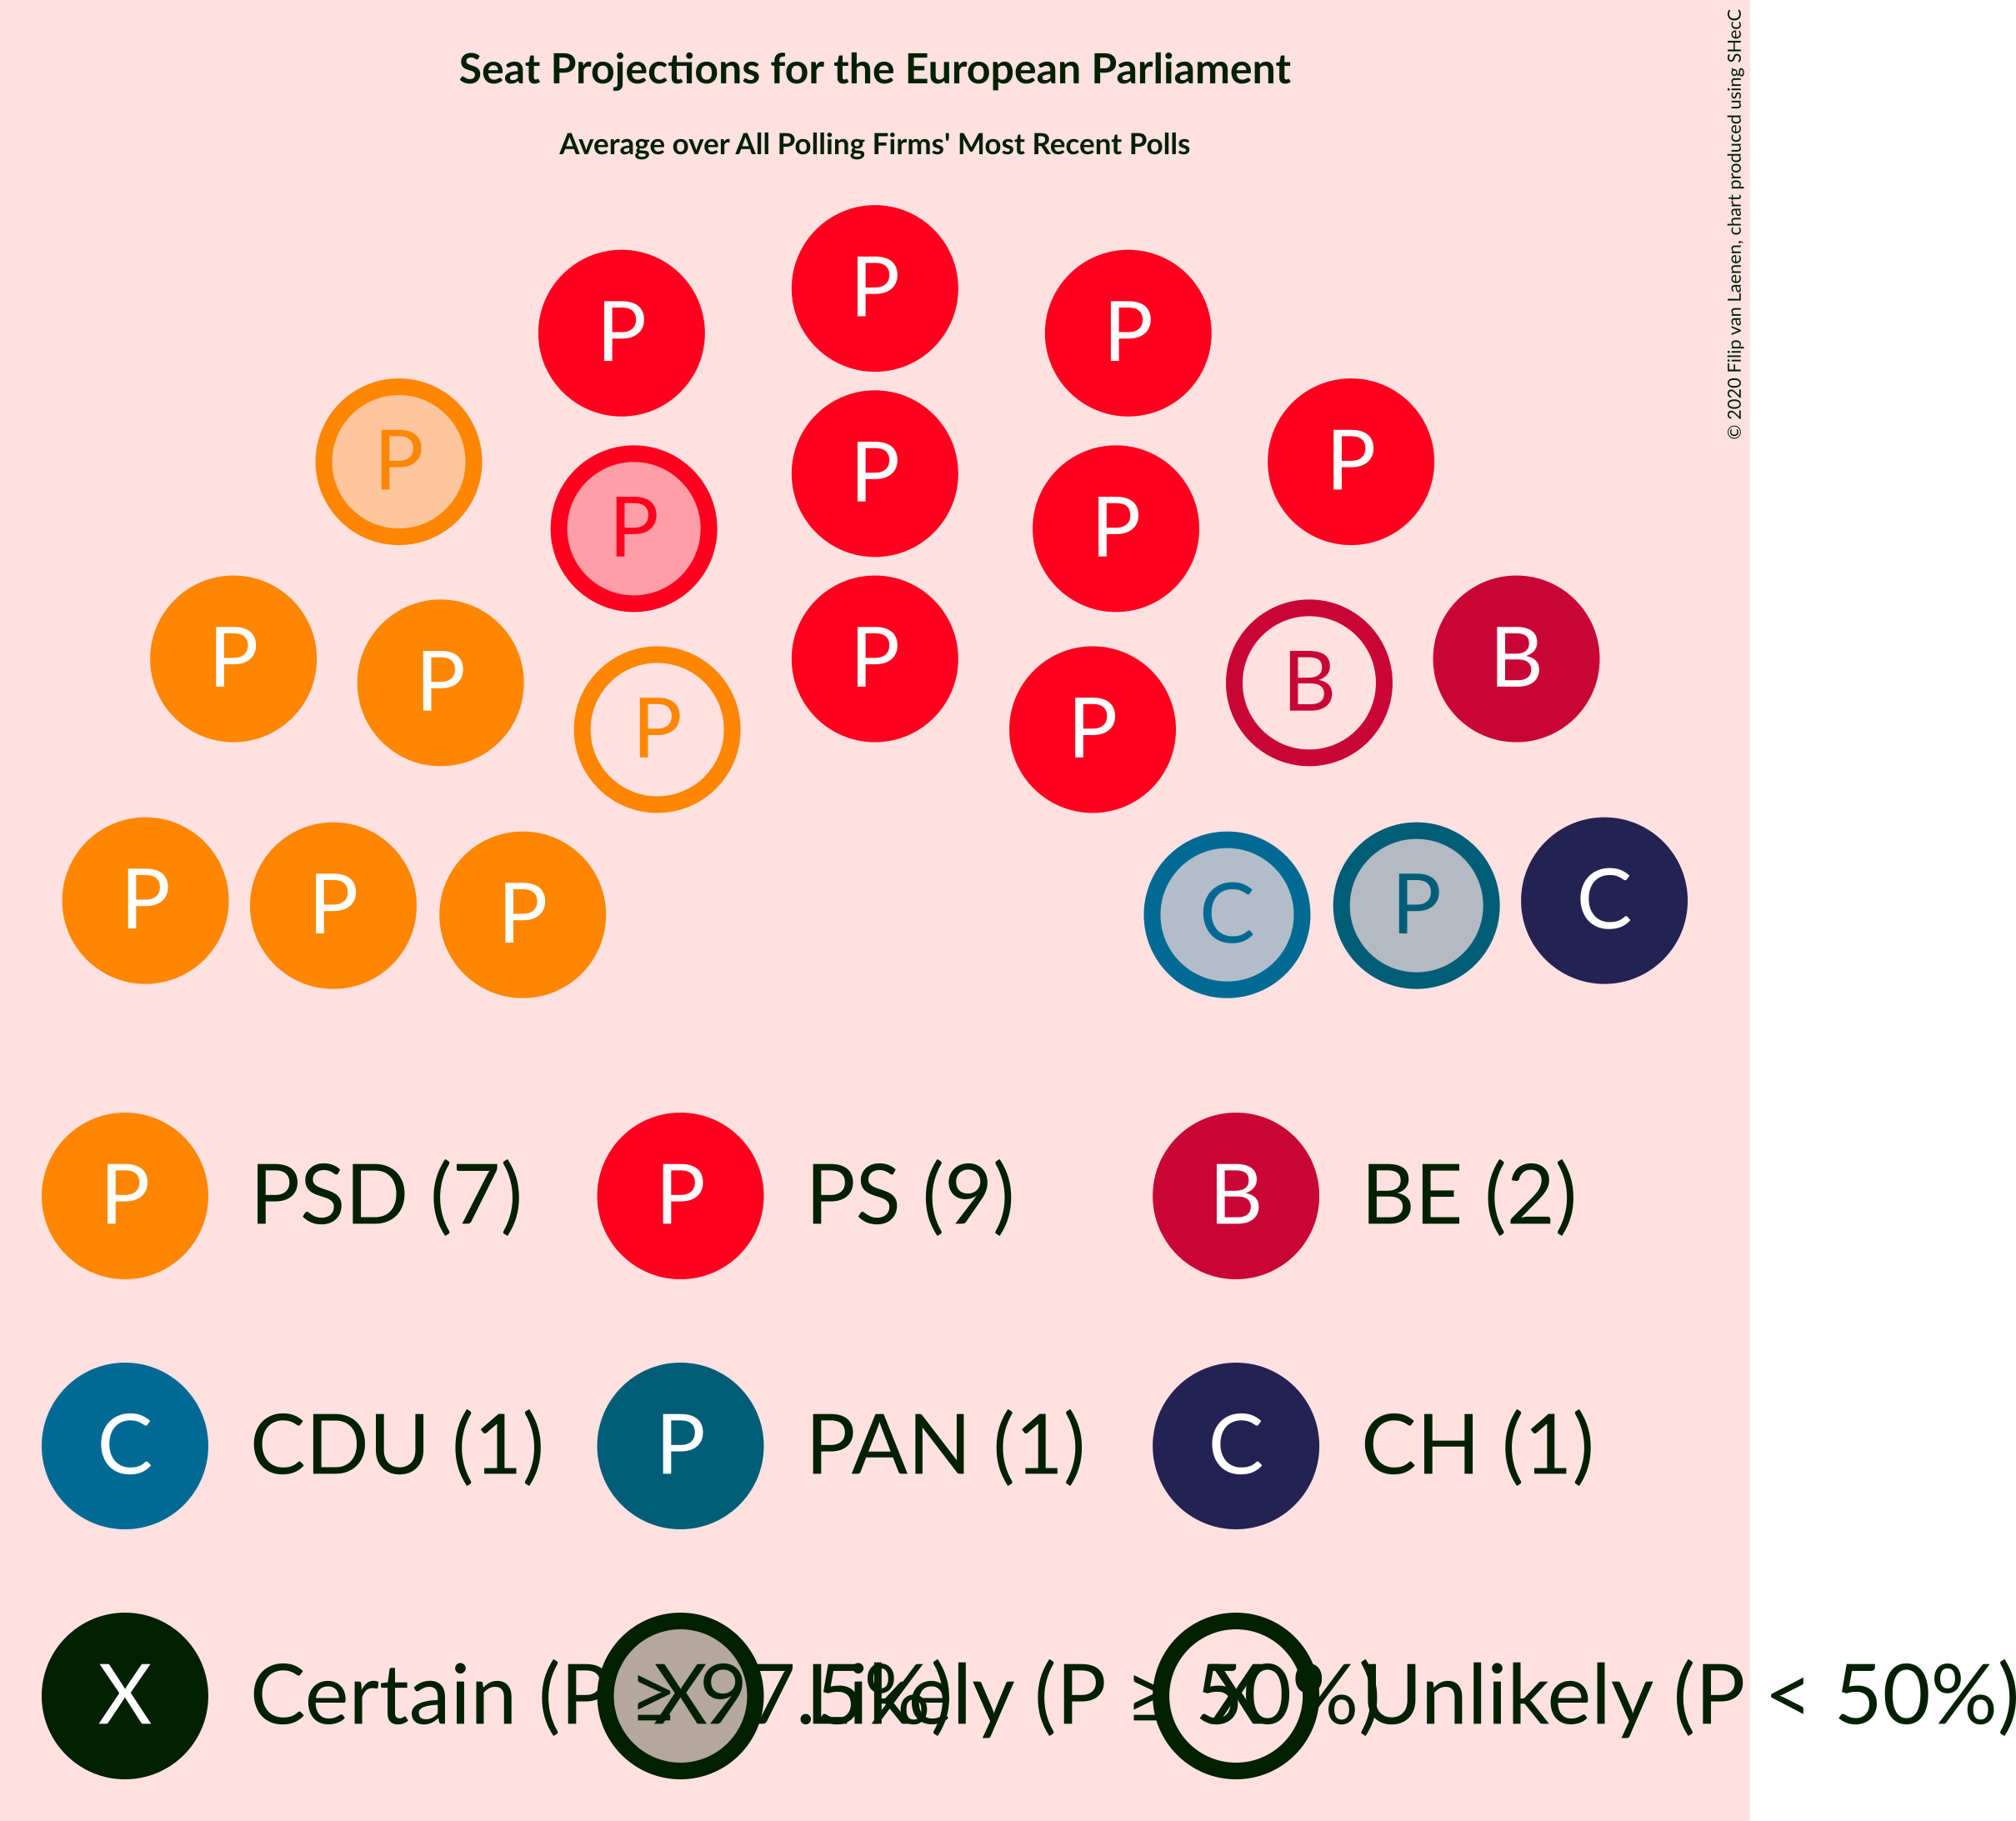 Seat Projections for the European Parliament
Average over All Polling Firms' Most Recent Polls
© 2020 Filip van Laenen, chart produced using SHecC
P
P P
P P
P
P P
P P
P P B B
P P
P P P C P C
P PSD (7) P PS (9) B BE (2)
C CDU (1) P PAN (1) C CH (1)
X Certain (P ≥ 97.5%) X Likely (P ≥ 50%) X Unlikely (P < 50%)